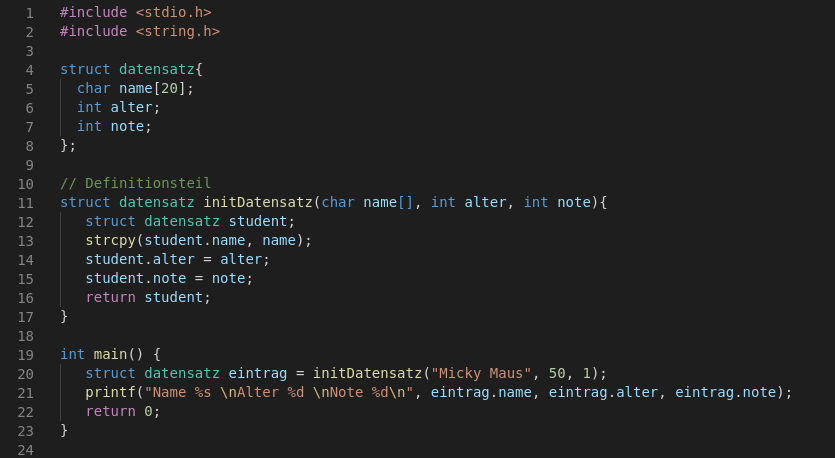 1 #include <stdio.h>
2 #include <string.h>
3
4 struct datensatz{
5   char name[20];
6   int alter;
7   int note;
8 };
9
10 // Definitionsteil
11 struct datensatz initDatensatz(char name[], int alter, int note){
12    struct datensatz student;
13    strcpy(student.name, name);
14    student.alter = alter;
15    student.note = note;
16    return student;
17 }
18
19 int main() {
20    struct datensatz eintrag = initDatensatz("Micky Maus", 50, 1);
21    printf("Name %s \nAlter %d \nNote %d\n", eintrag.name, eintrag.alter, eintrag.note);
22    return 0;
23 }
24